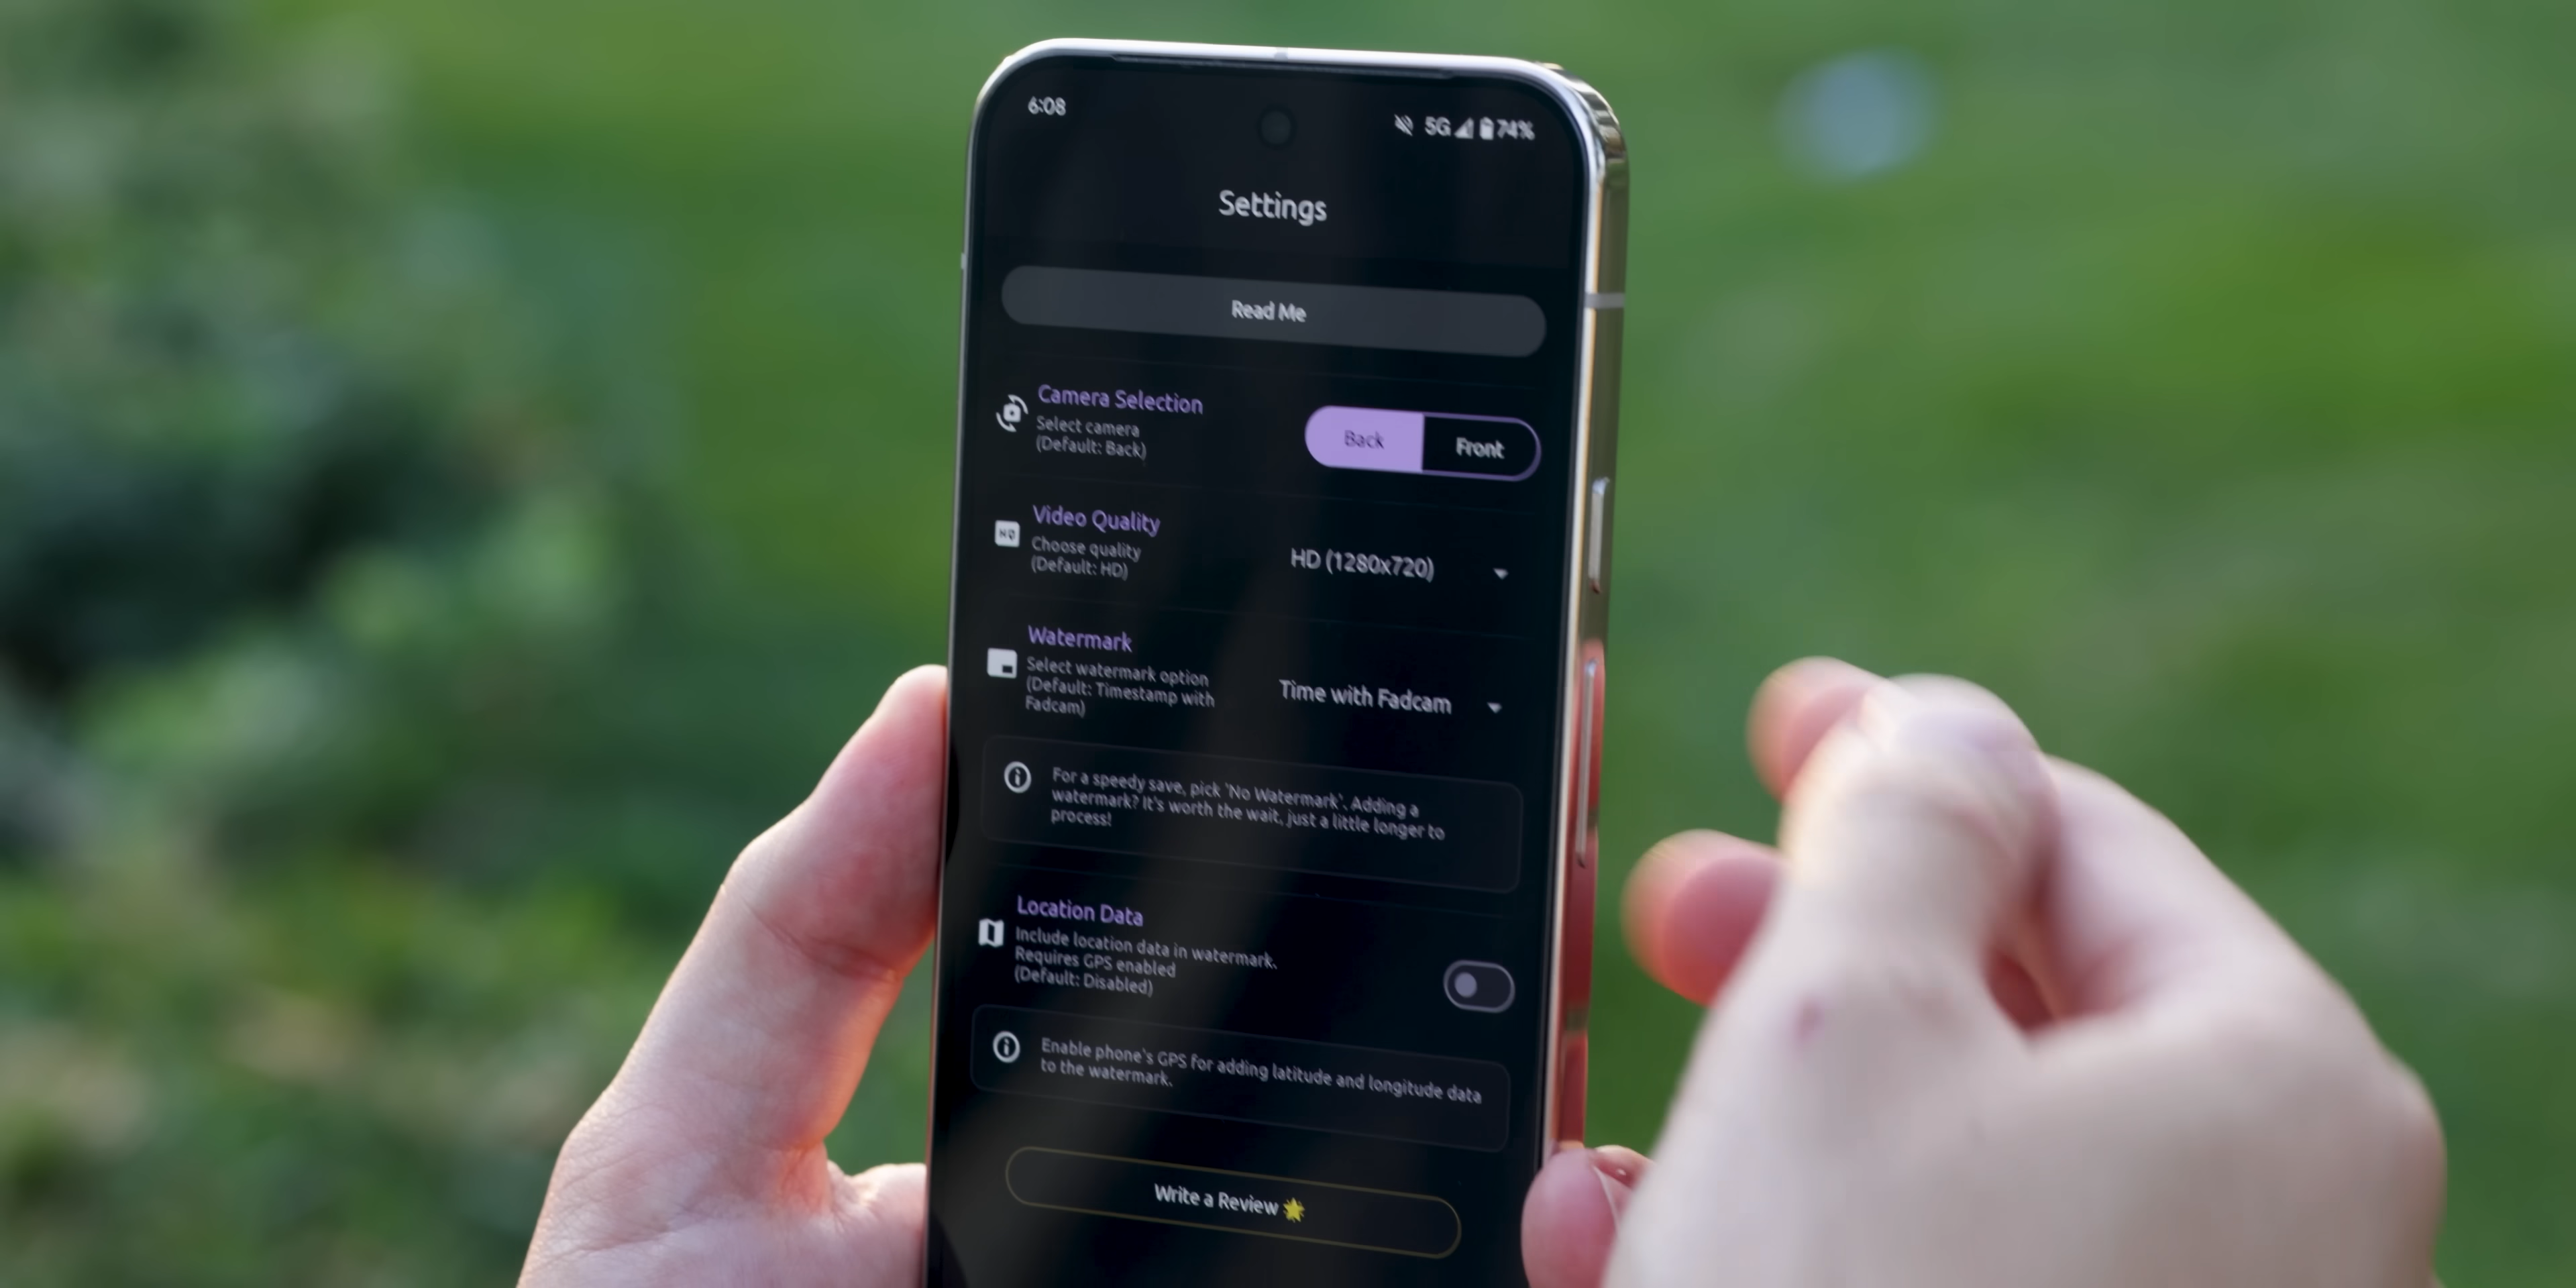 6:08
5G 74%
Settings
Read Me
Camera Selection
Select camera
(Default: Back)
Back
Front
Video Quality
Choose quality
(Default: HD)
HQ
HD (1280x720)
Watermark
Select watermark option
(Default: Timestamp with
Fadcam)
Time with Fadcam
For a speedy save, pick 'No Watermark'. Adding a
watermark? It's worth the wait, just a little longer to
process!
Location Data
Include location data in watermark.
Requires GPS enabled
(Default: Disabled)
Enable phone's GPS for adding latitude and longitude data
to the watermark.
Write a Review 🌟